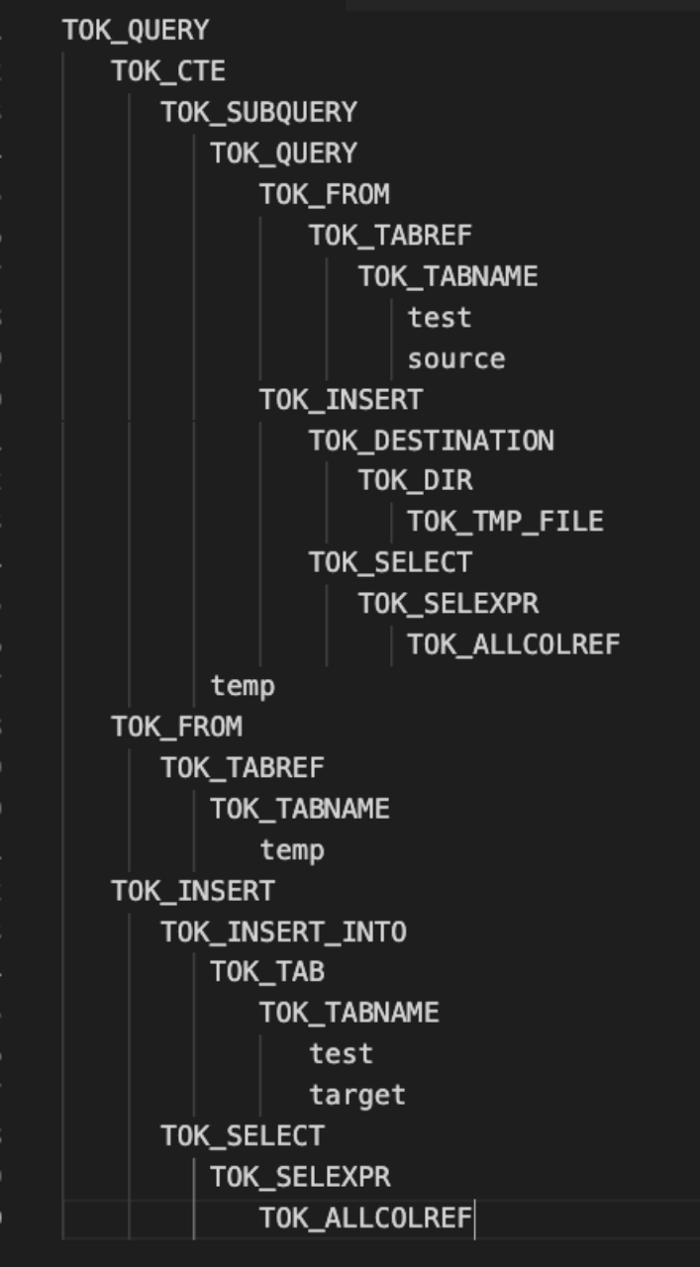 TOK_QUERY
TOK_CTE
TOK_SUBQUERY
TOK_QUERY
TOK_FROM
TOK_TABREF
TOK_TABNAME
test
source
TOK_INSERT
TOK_DESTINATION
TOK_DIR
TOK_TMP_FILE
TOK_SELECT
TOK_SELEXPR
TOK_ALLCOLREF
temp
TOK_FROM
TOK_TABREF
TOK_TABNAME
temp
TOK_INSERT
TOK_INSERT_INTO
TOK_TAB
TOK_TABNAME
test
target
TOK_SELECT
TOK_SELEXPR
TOK_ALLCOLREF